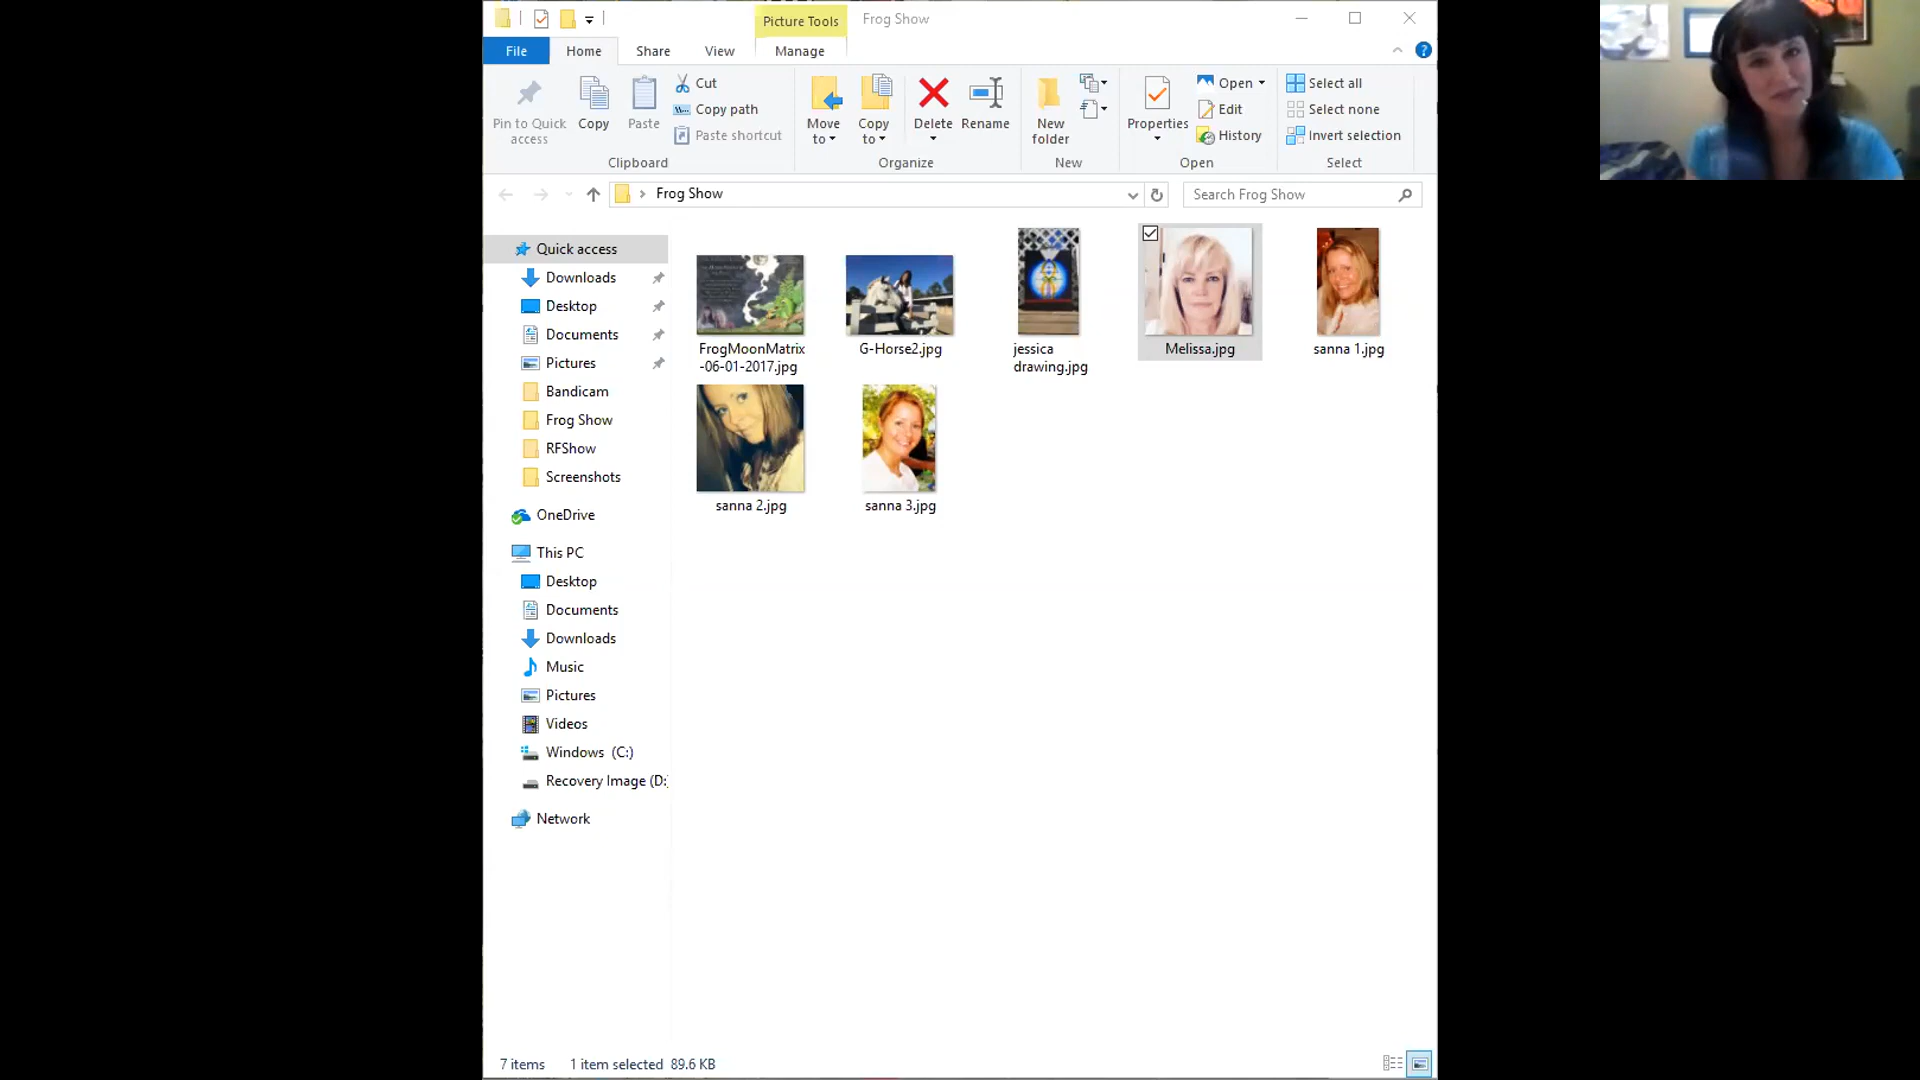 Picture Tools
Frog Show
File
Home
Share
View
Manage
Pin to Quick
access
Copy
Paste
Cut
Copy path
Paste shortcut
Clipboard
Move
to
Copy
to
Delete
Rename
Organize
New
folder
New
Properties
Open
Edit
History
Open
Select all
Select none
Invert selection
Select
Frog Show
Search Frog Show
Quick access
Downloads
Desktop
Documents
Pictures
Bandicam
Frog Show
RFShow
Screenshots
OneDrive
This PC
Desktop
Documents
Downloads
Music
Pictures
Videos
Windows (C:)
Recovery Image (D:
Network
FrogMoonMatrix
-06-01-2017.jpg
G-Horse2.jpg
jessica
drawing.jpg
Melissa.jpg
sanna 1.jpg
sanna 2.jpg
sanna 3.jpg
7 items
1 item selected 89.6 KB